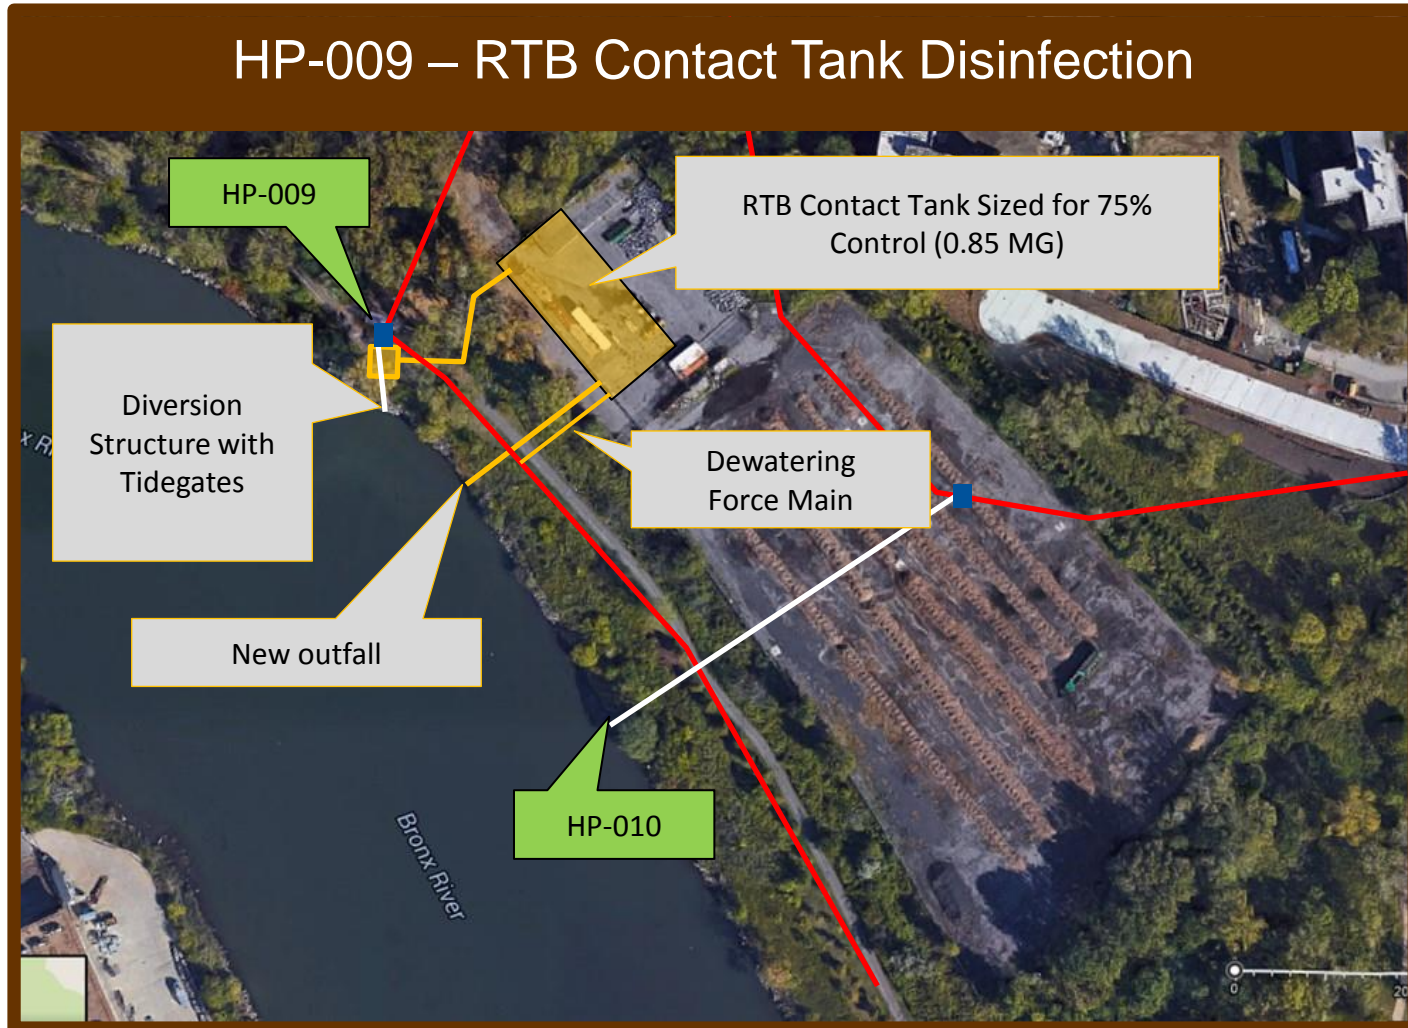 HP-009 – RTB Contact Tank Disinfection
HP-009
RTB Contact Tank Sized for 75%
Control (0.85 MG)
Diversion
Structure with
Tidegates
Dewatering
Force Main
New outfall
HP-010
Bronx River
0